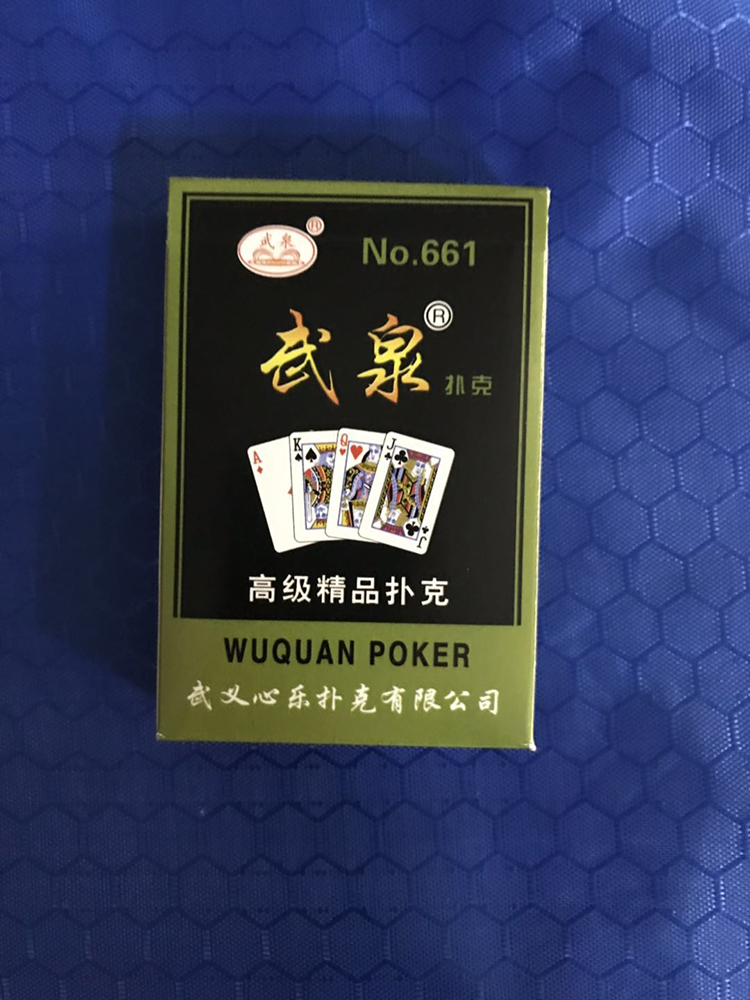 武泉®
No.661
武泉®扑克
A K Q J
J
高级精品扑克
WUQUAN POKER
武义心乐扑克有限公司